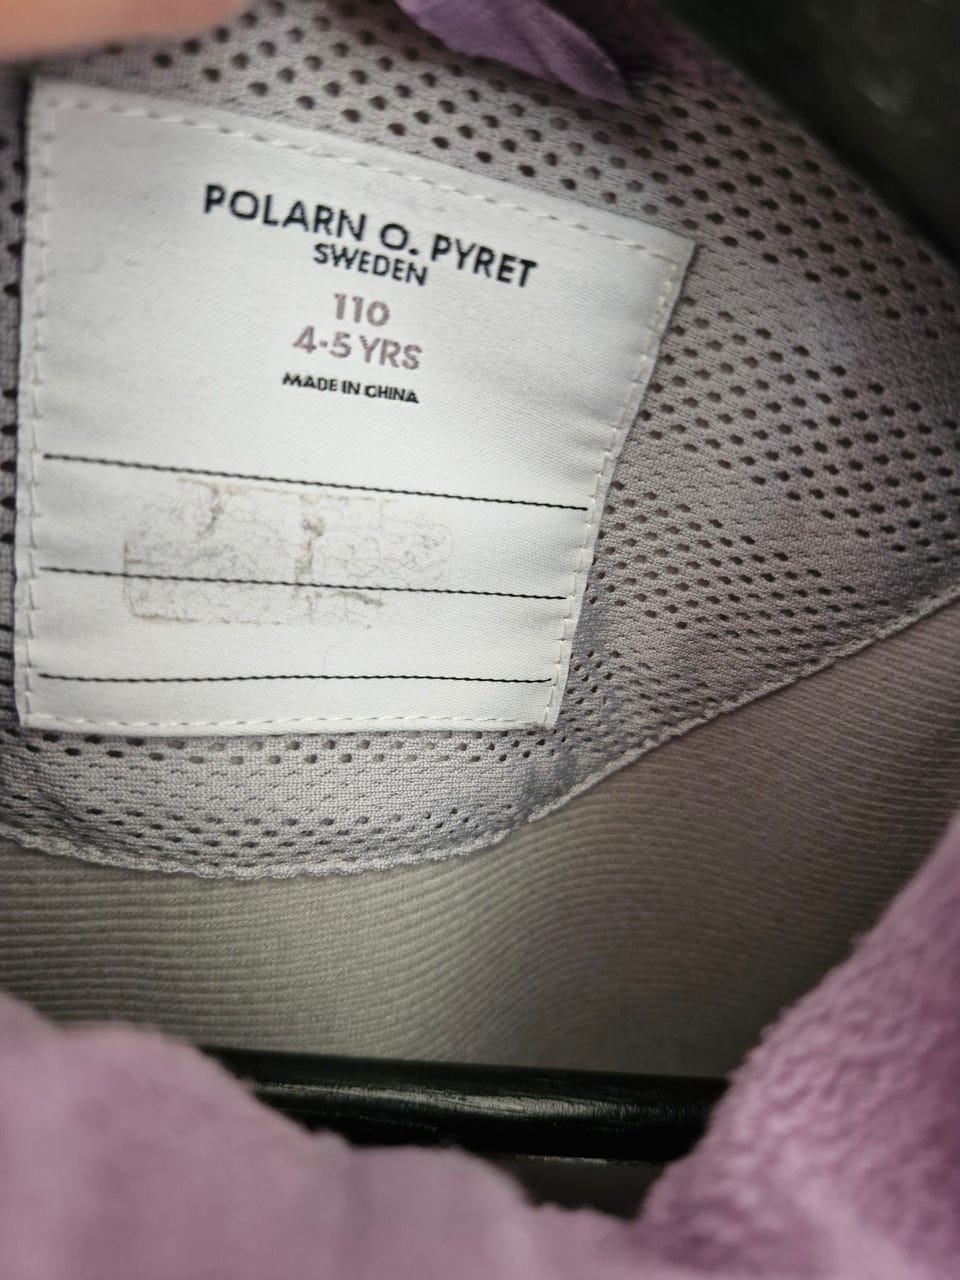 POLARN O. PYRET
SWEDEN
110
4-5 YRS
MADE IN CHINA